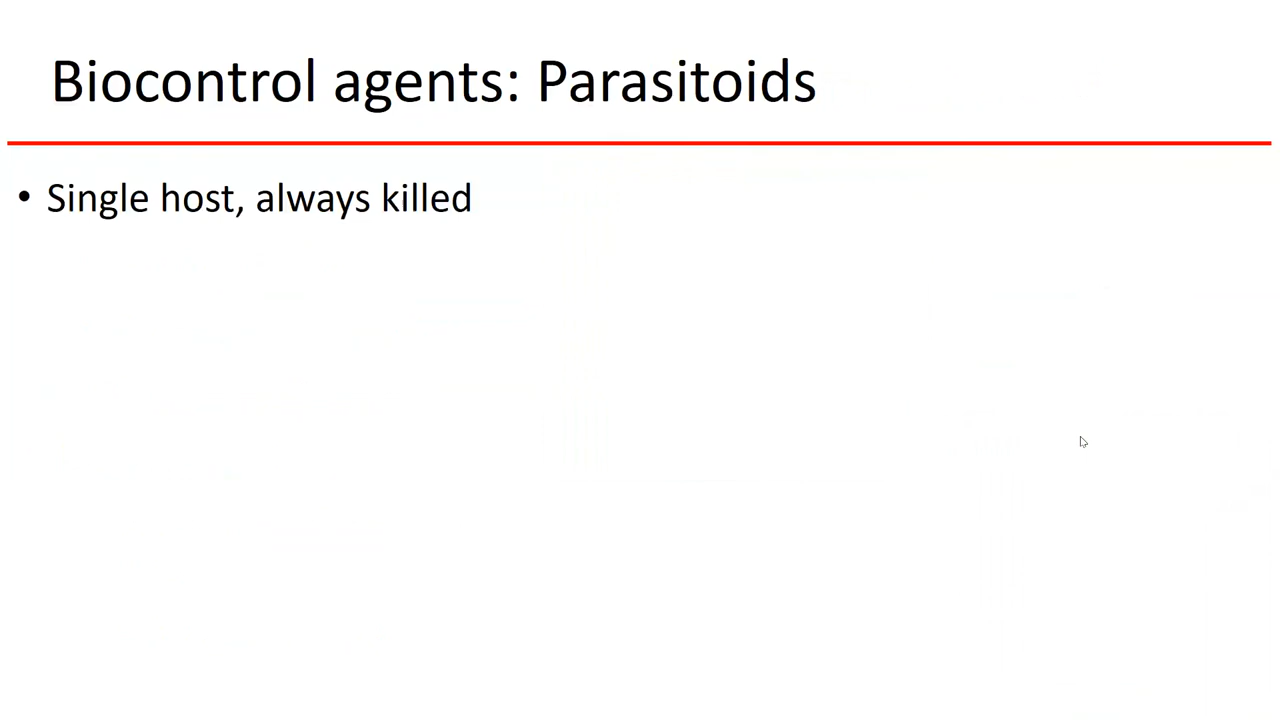 Biocontrol agents: Parasitoids
• Single host, always killed